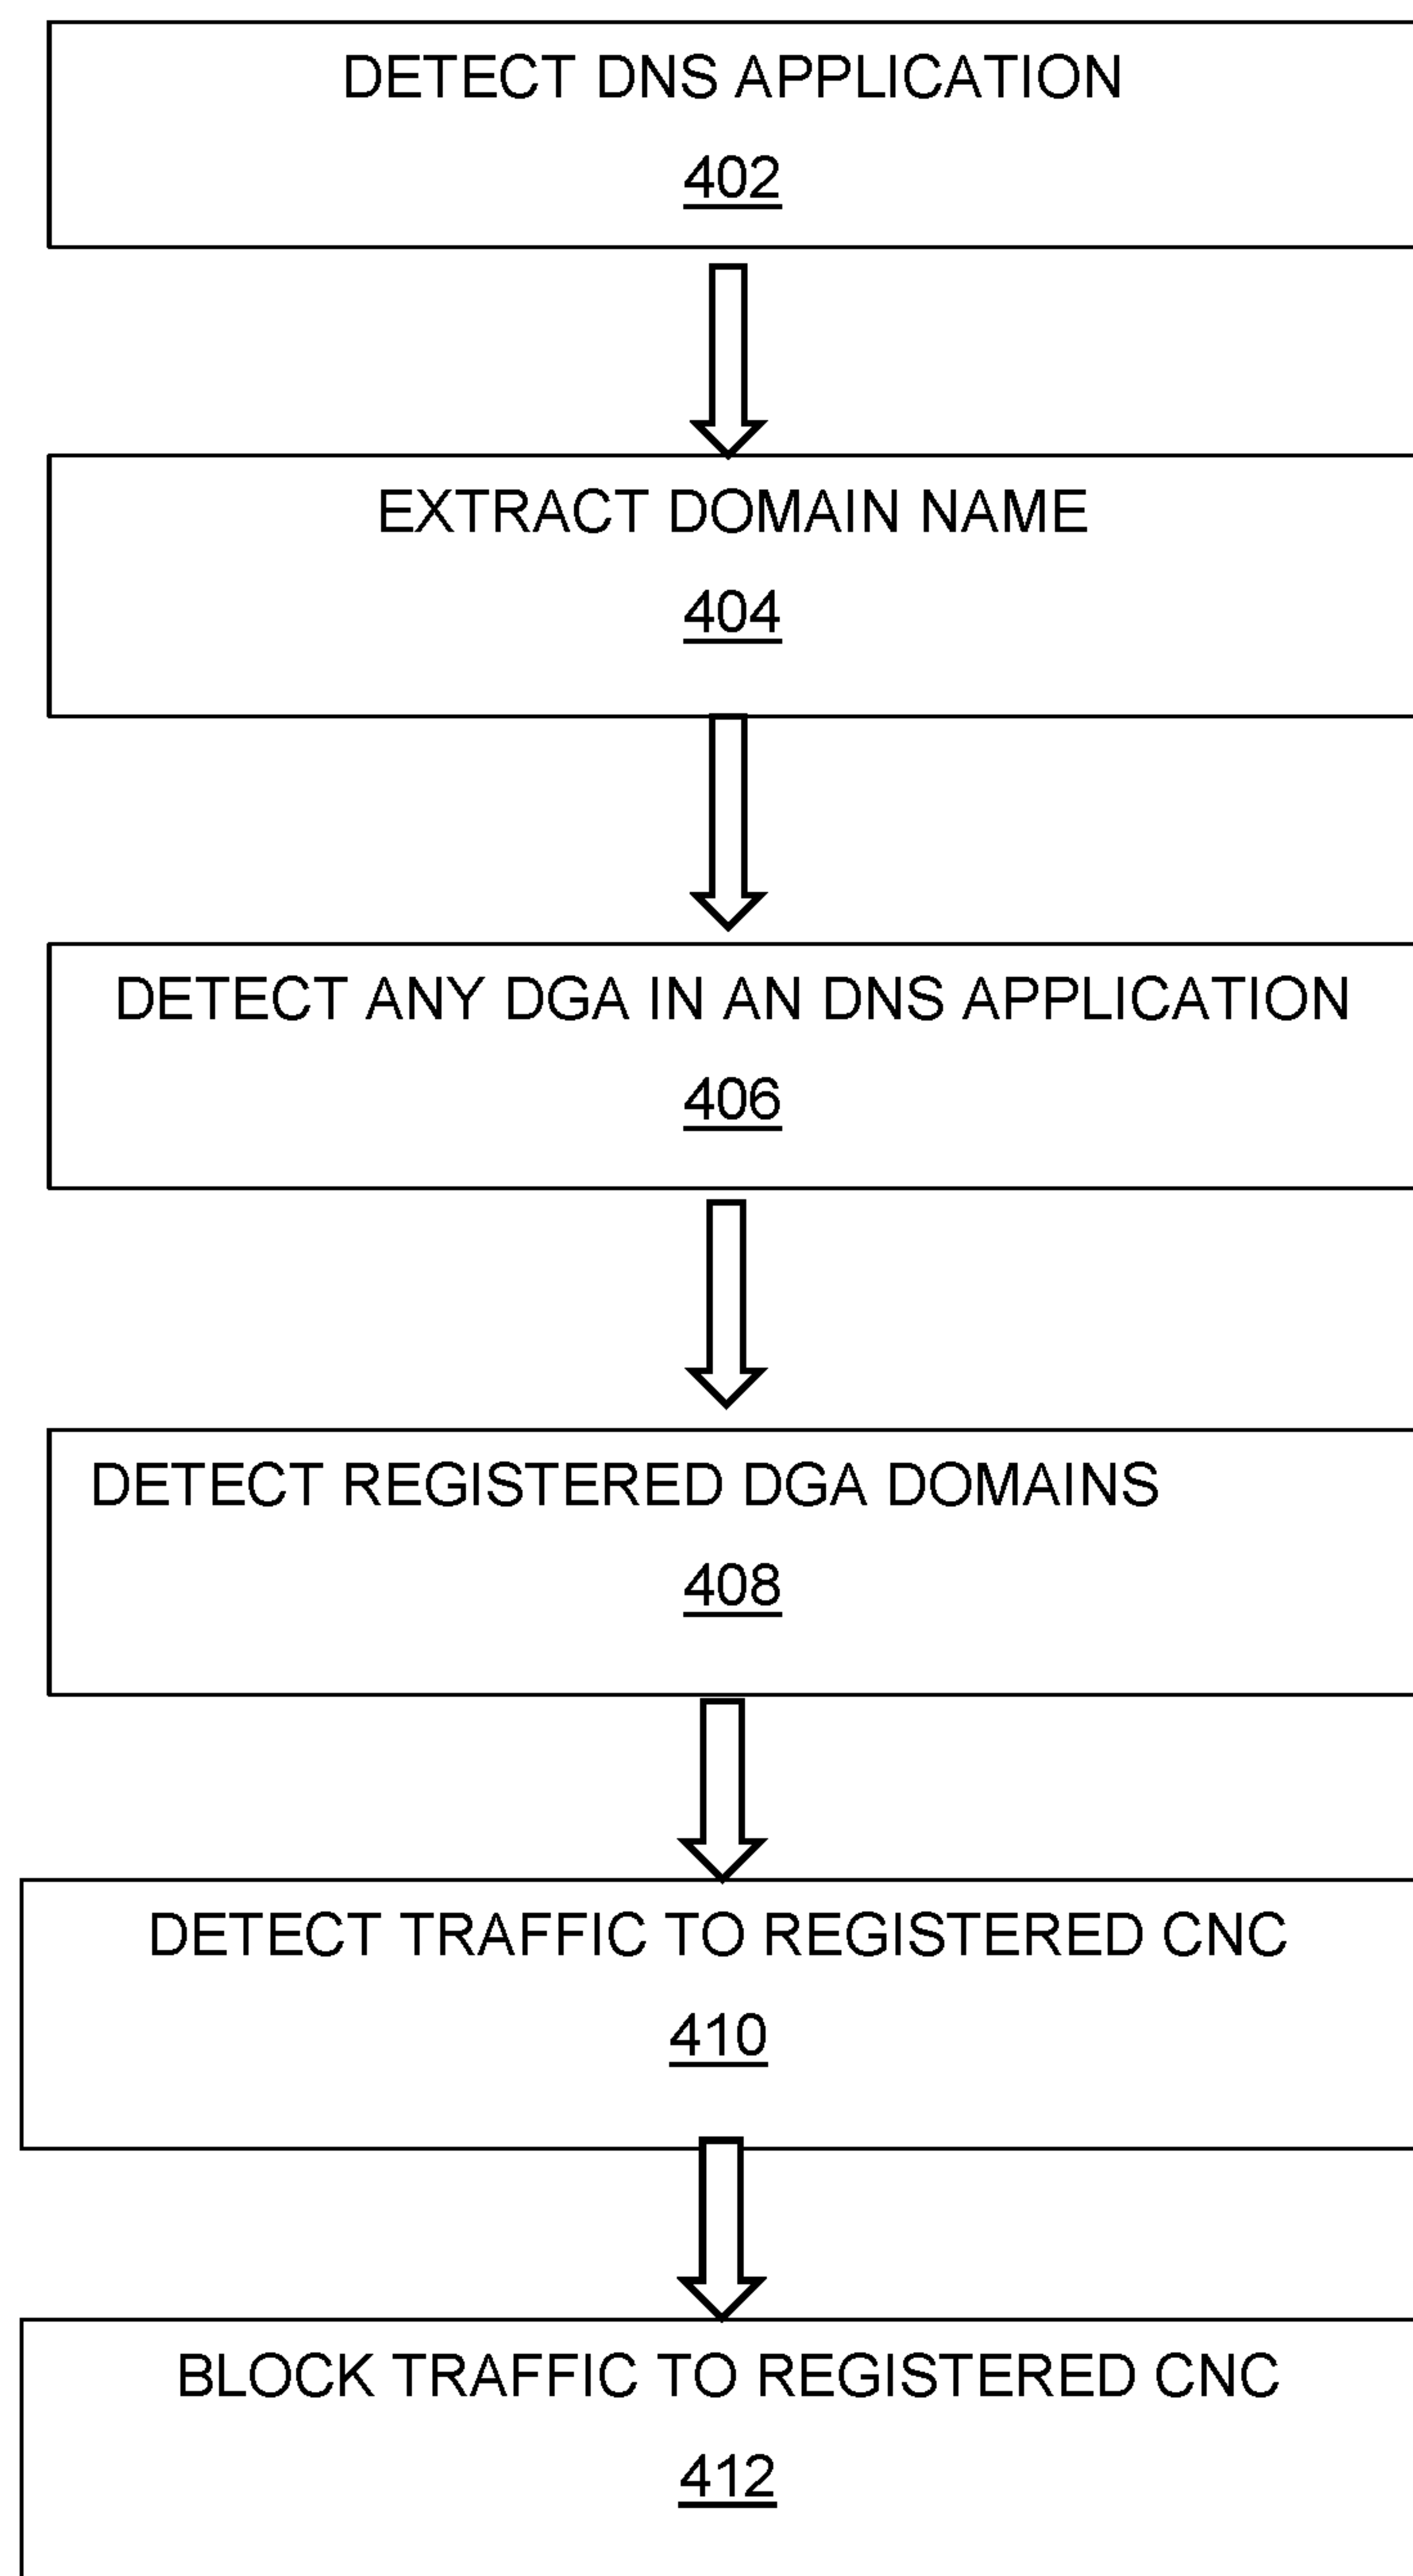 DETECT DNS APPLICATION
402
EXTRACT DOMAIN NAME
404
DETECT ANY DGA IN AN DNS APPLICATION
406
DETECT REGISTERED DGA DOMAINS
408
DETECT TRAFFIC TO REGISTERED CNC
410
BLOCK TRAFFIC TO REGISTERED CNC
412